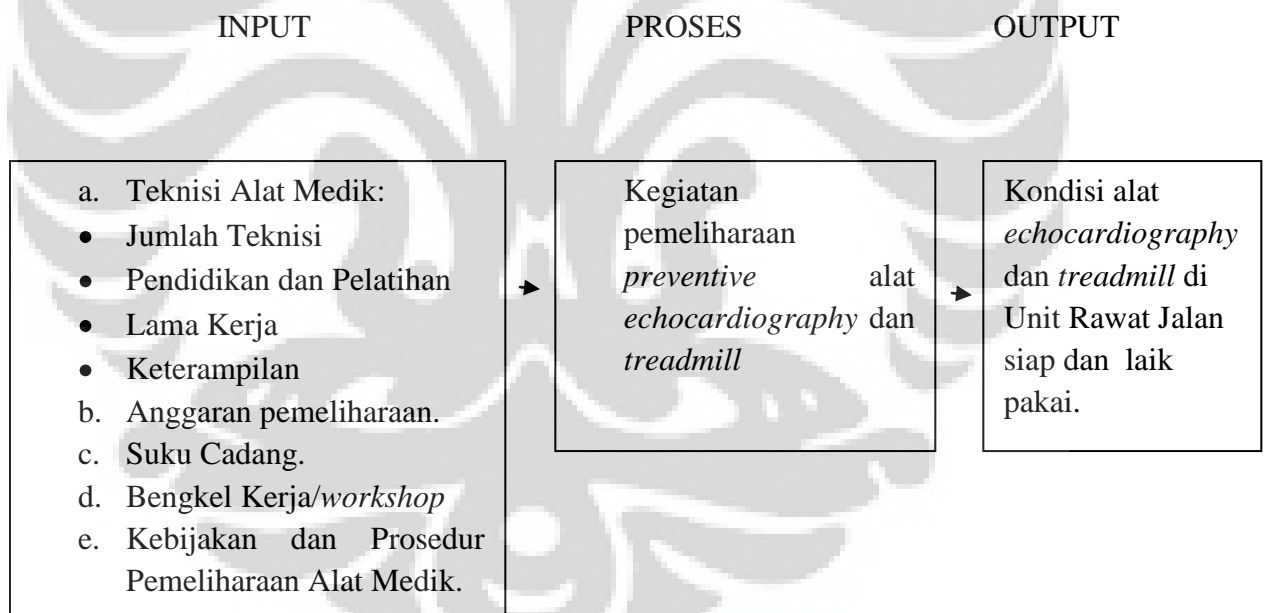 INPUT PROSES OUTPUT
a. Teknisi Alat Medik:
• Jumlah Teknisi
• Pendidikan dan Pelatihan
• Lama Kerja
• Keterampilan
b. Anggaran pemeliharaan.
c. Suku Cadang.
d. Bengkel Kerja/workshop
e. Kebijakan dan Prosedur
Pemeliharaan Alat Medik.
Kegiatan
pemeliharaan
preventive alat
echocardiography dan
treadmill
Kondisi alat
echocardiography
dan treadmill di
Unit Rawat Jalan
siap dan laik
pakai.